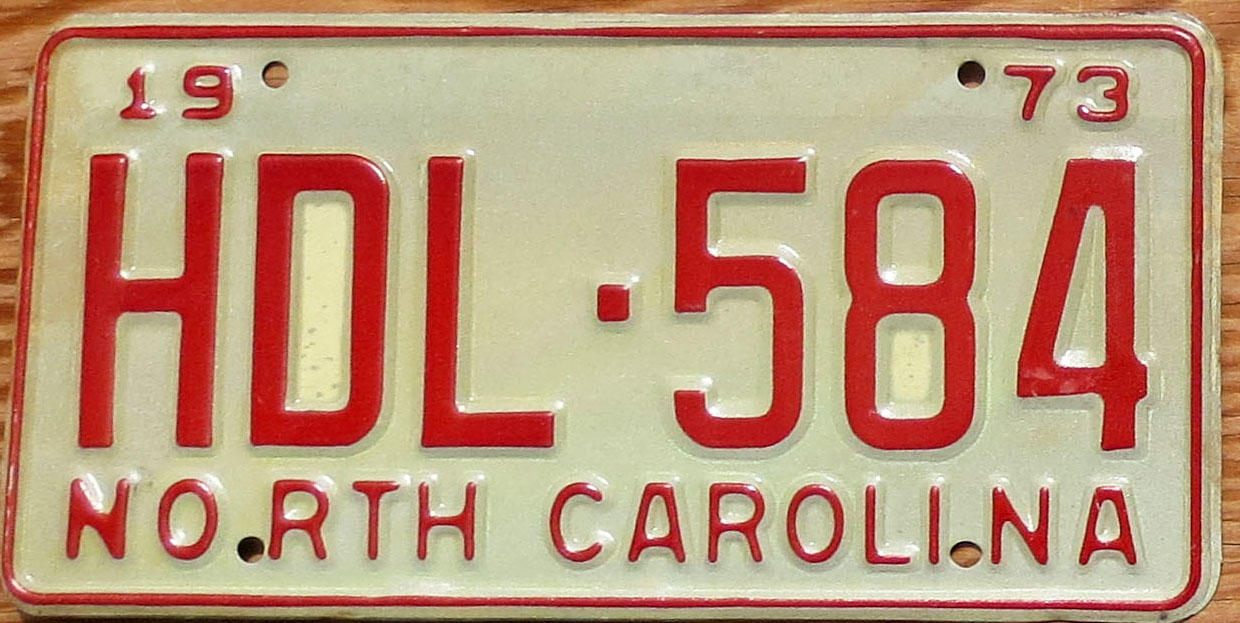 19 73
HDL·584
NORTH CAROLINA